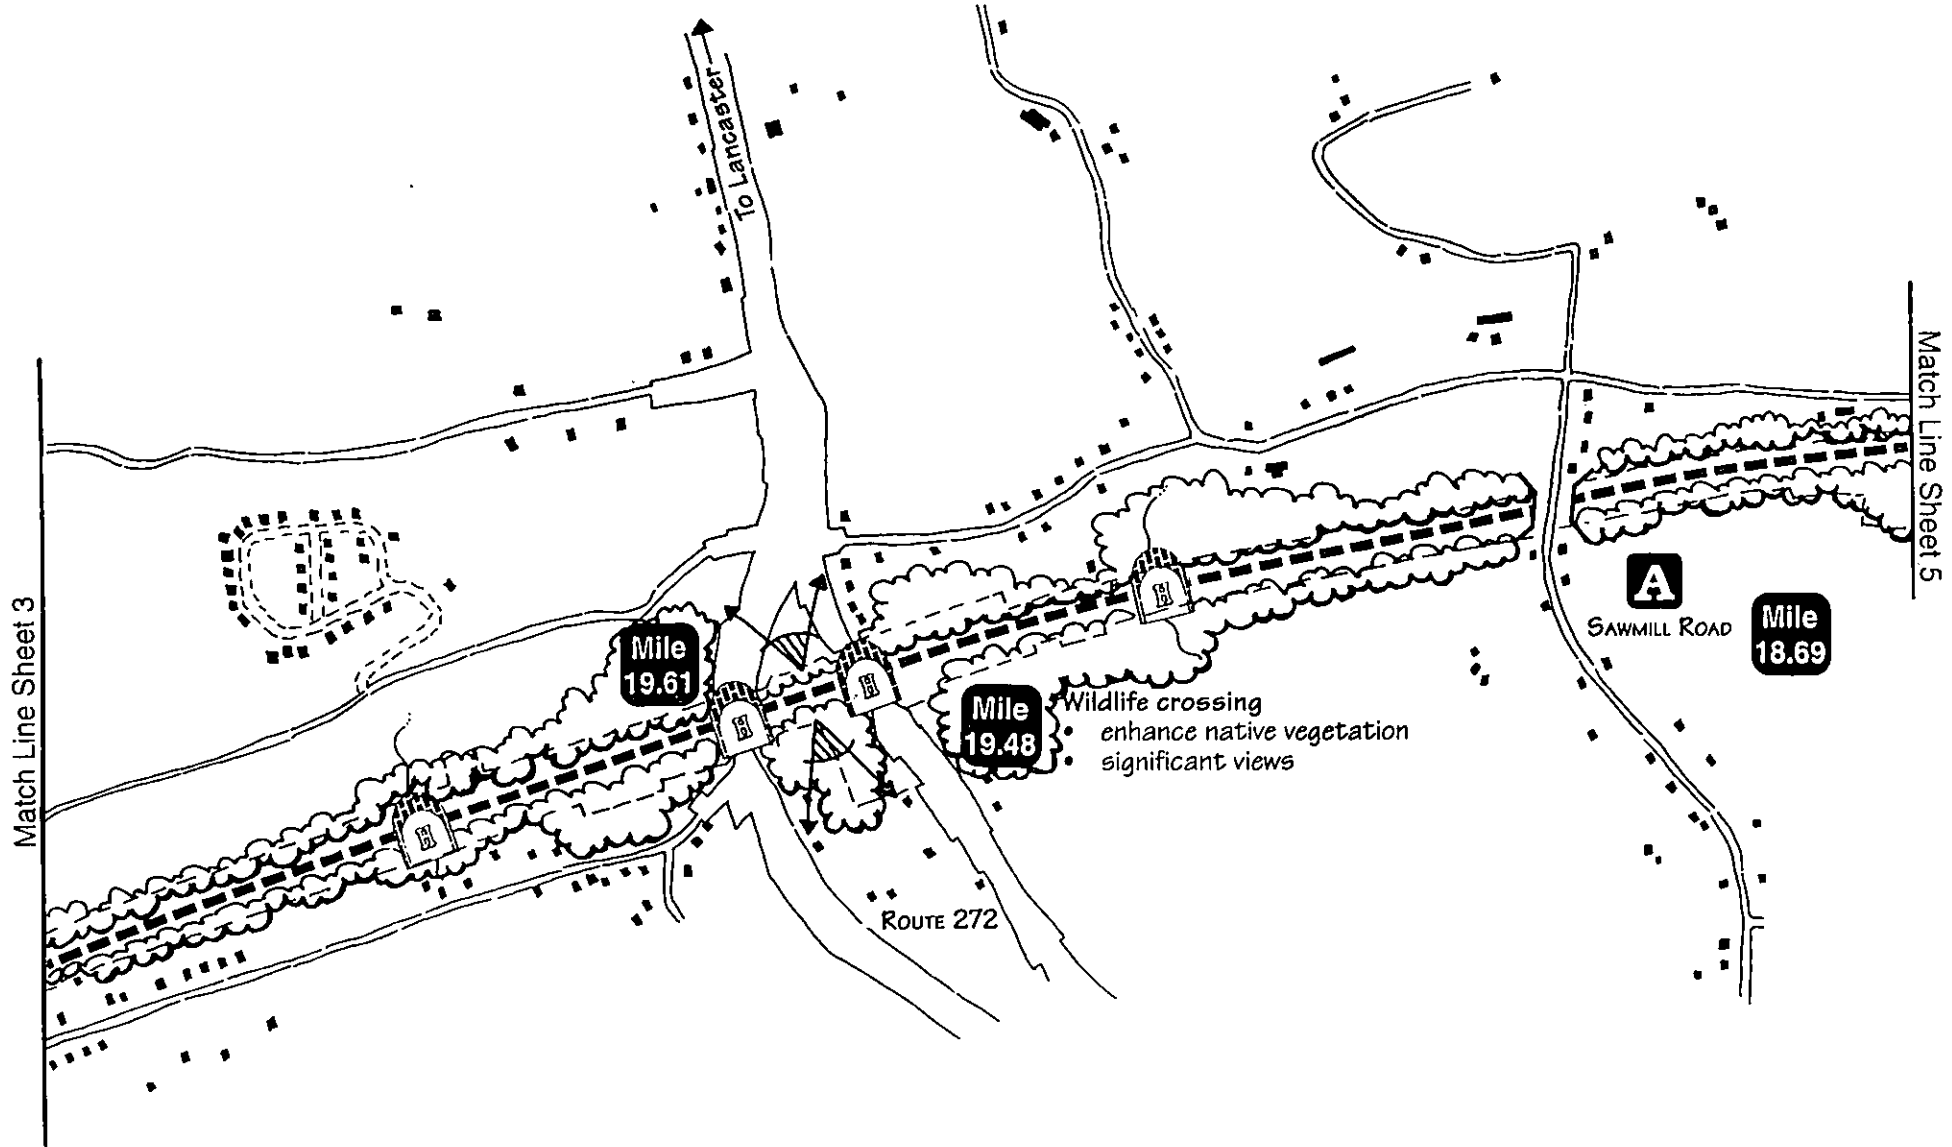 To Lancaster
Match Line Sheet 5
Match Line Sheet 3
A
SAWMILL ROAD
Mile
18.69
Mile
19.61
Mile
19.48
Wildlife crossing
• enhance native vegetation
• significant views
H
H
H
H
ROUTE 272